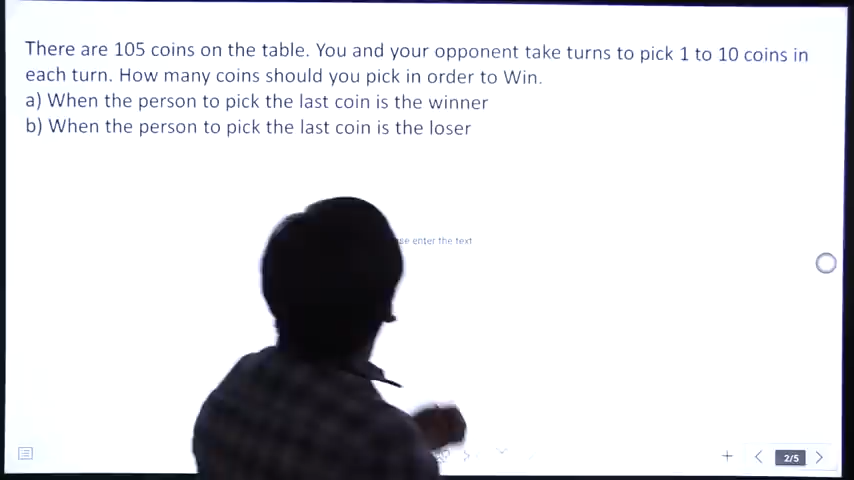 There are 105 coins on the table. You and your opponent take turns to pick 1 to 10 coins in
each turn. How many coins should you pick in order to Win.
a) When the person to pick the last coin is the winner
b) When the person to pick the last coin is the loser
enter the text
2/5